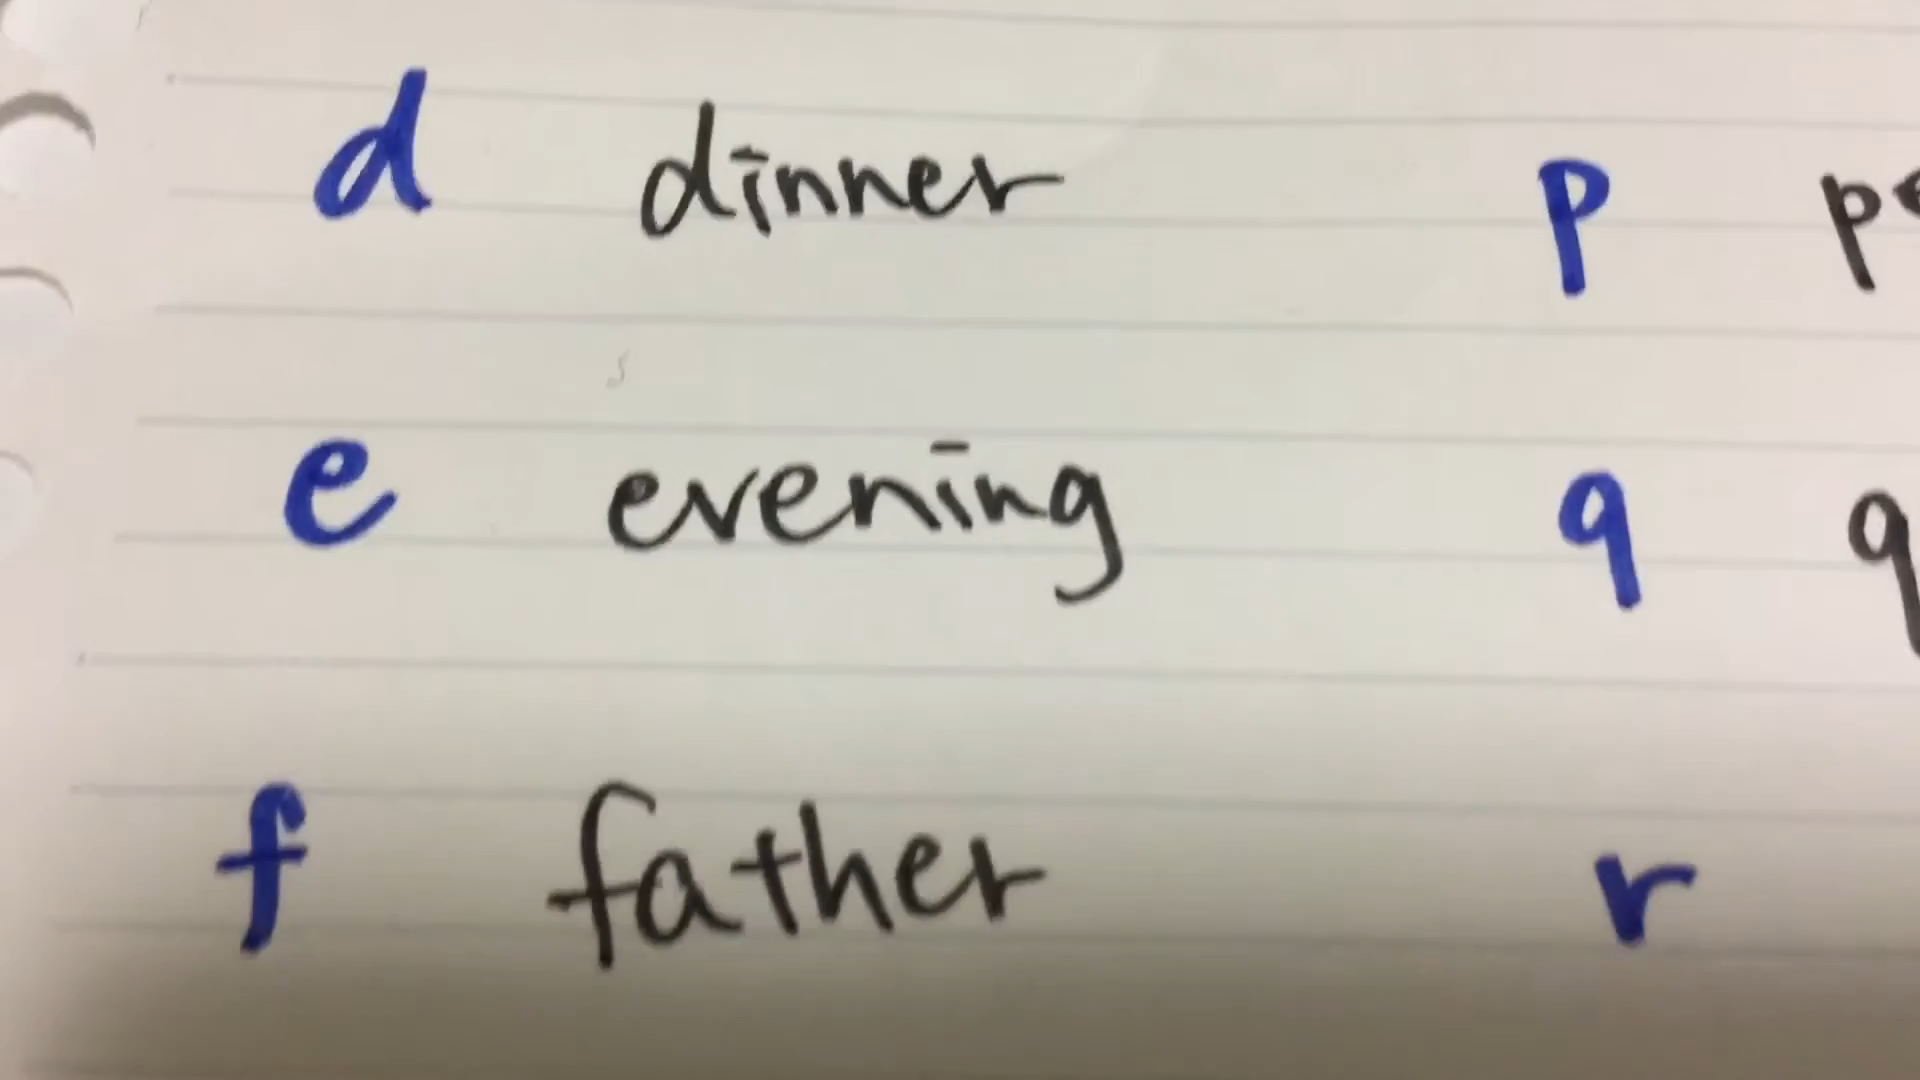 d dinner p
e evening q
f father r